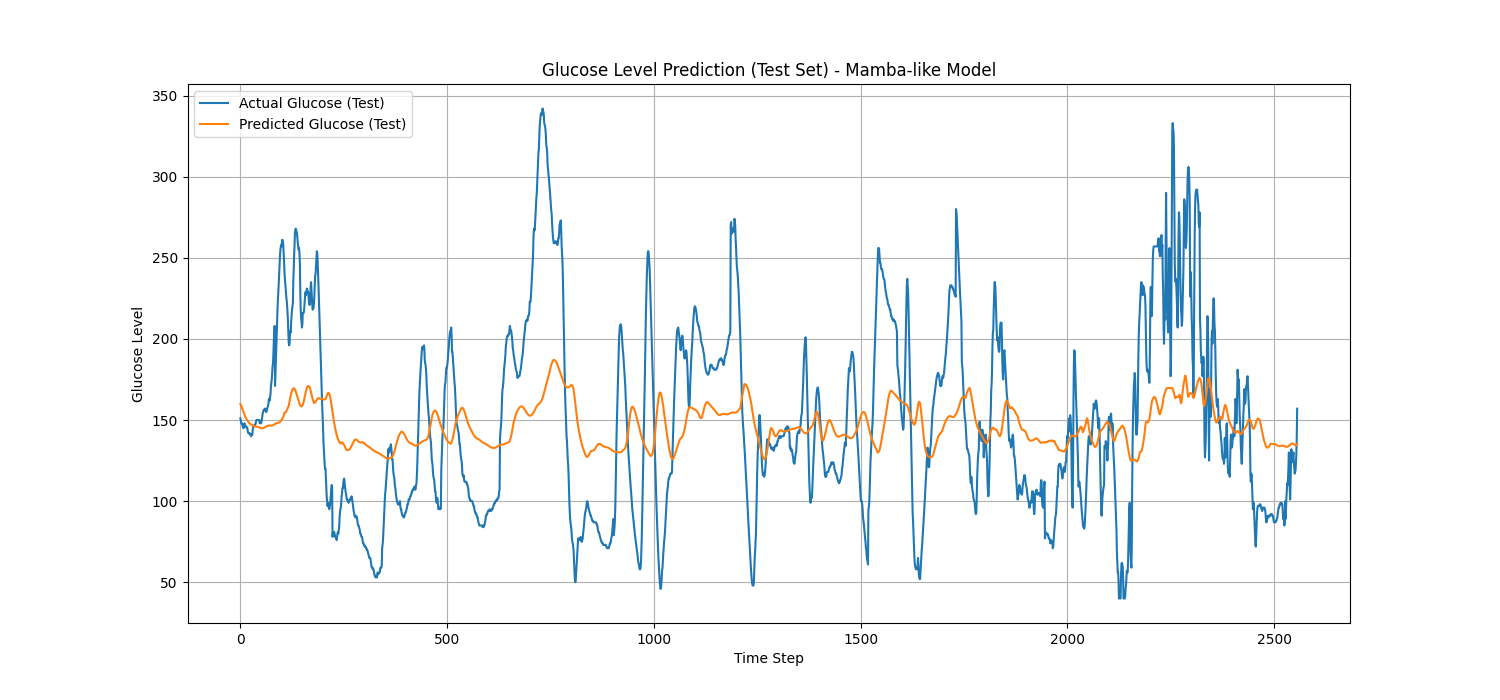 Glucose Level Prediction (Test Set) - Mamba-like Model
Actual Glucose (Test)
Predicted Glucose (Test)
350
300
250
200
150
100
50
Glucose Level
0 500 1000 1500 2000 2500
Time Step